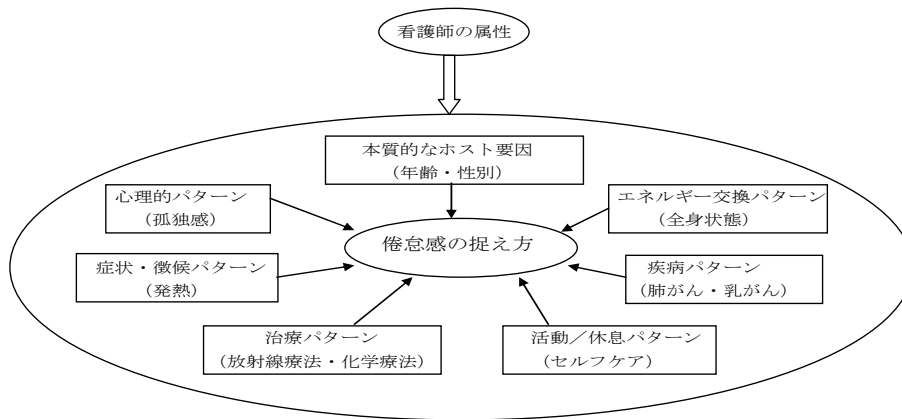 看護師の属性
本質的なホスト要因
（年齢・性別）
心理的パターン
（孤独感）
エネルギー交換パターン
（全身状態）
倦怠感の捉え方
症状・徴候パターン
（発熱）
疾病パターン
（肺がん・乳がん）
治療パターン
（放射線療法・化学療法）
活動／休息パターン
（セルフケア）